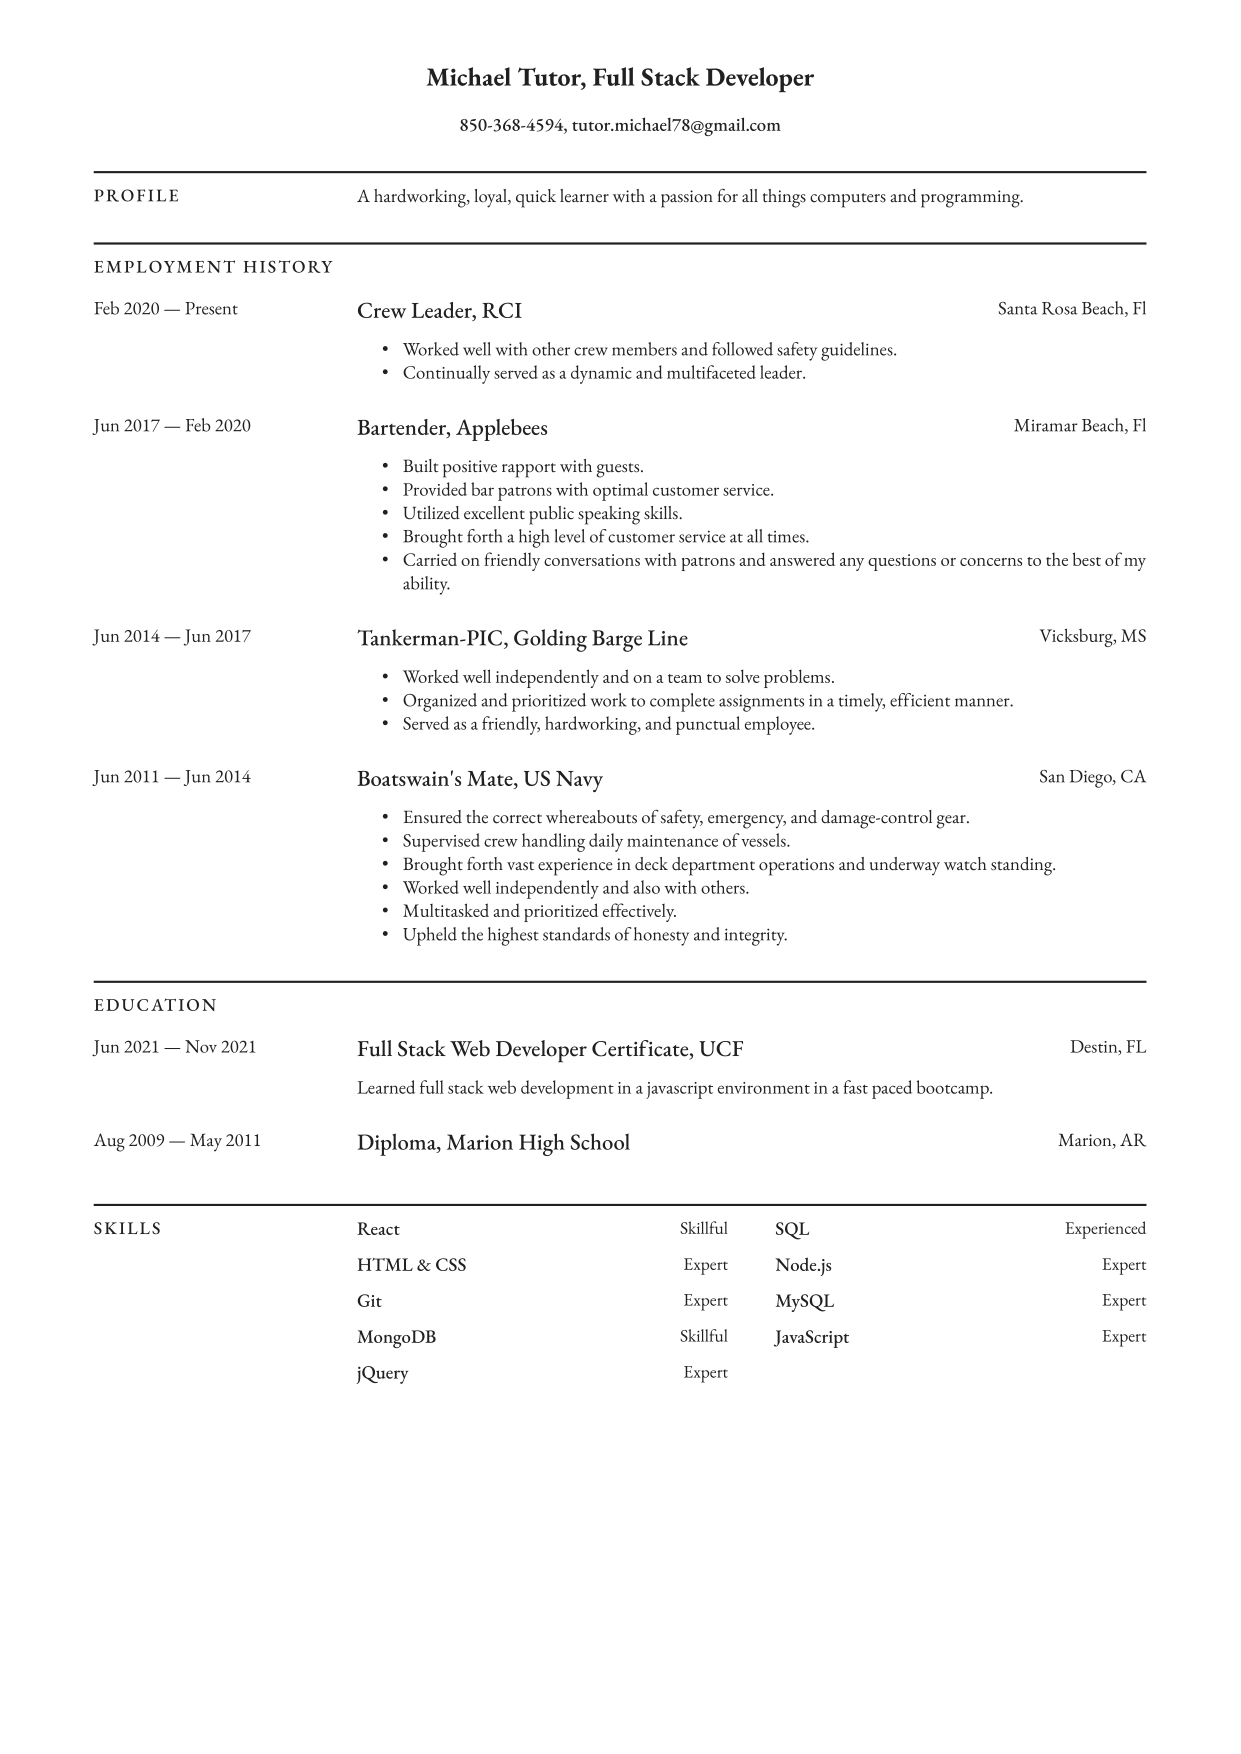 Michael Tutor, Full Stack Developer
850-368-4594, tutor.michael78@gmail.com
PROFILE
A hardworking, loyal, quick learner with a passion for all things computers and programming.
EMPLOYMENT HISTORY
Feb 2020 — Present Crew Leader, RCI Santa Rosa Beach, Fl
• Worked well with other crew members and followed safety guidelines.
• Continually served as a dynamic and multifaceted leader.
Jun 2017 — Feb 2020 Bartender, Applebees Miramar Beach, Fl
• Built positive rapport with guests.
• Provided bar patrons with optimal customer service.
• Utilized excellent public speaking skills.
• Brought forth a high level of customer service at all times.
• Carried on friendly conversations with patrons and answered any questions or concerns to the best of my
ability.
Jun 2014 — Jun 2017 Tankerman-PIC, Golding Barge Line Vicksburg, MS
• Worked well independently and on a team to solve problems.
• Organized and prioritized work to complete assignments in a timely, efficient manner.
• Served as a friendly, hardworking, and punctual employee.
Jun 2011 — Jun 2014 Boatswain's Mate, US Navy San Diego, CA
• Ensured the correct whereabouts of safety, emergency, and damage-control gear.
• Supervised crew handling daily maintenance of vessels.
• Brought forth vast experience in deck department operations and underway watch standing.
• Worked well independently and also with others.
• Multitasked and prioritized effectively.
• Upheld the highest standards of honesty and integrity.
EDUCATION
Jun 2021 — Nov 2021 Full Stack Web Developer Certificate, UCF Destin, FL
Learned full stack web development in a javascript environment in a fast paced bootcamp.
Aug 2009 — May 2011 Diploma, Marion High School Marion, AR
SKILLS
React Skillful SQL Experienced
HTML & CSS Expert Node.js Expert
Git Expert MySQL Expert
MongoDB Skillful JavaScript Expert
jQuery Expert